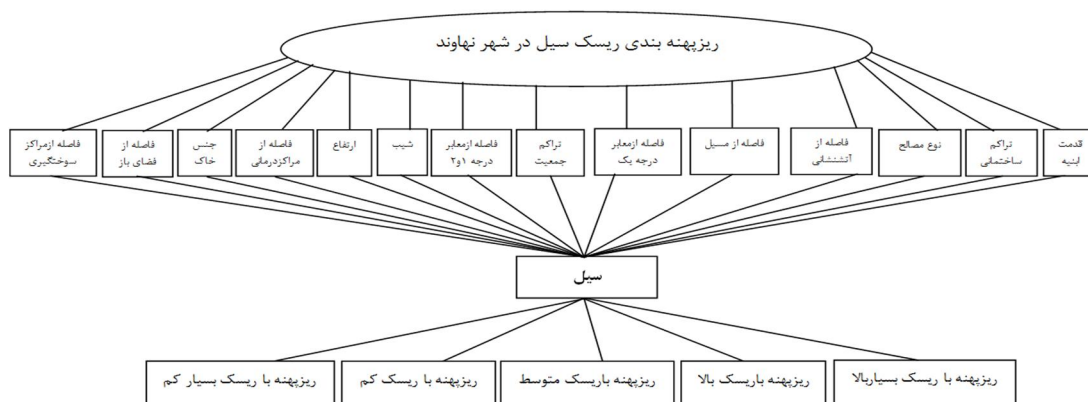 ریزپهنه بندی ریسک سیل در شهر نهاوند
قدمت
ابنیه
تراکم
ساختمانی
نوع مصالح
فاصله از
آتشنشانی
فاصله از مسیل
فاصله ازمعابر
درجه یک
تراکم
جمعیت
فاصله ازمعابر
درجه ۱و۲
شیب
ارتفاع
فاصله از
مراکزدرمانی
جنس
خاک
فاصله از
فضای باز
فاصله ازمراکز
سوختگیری
سیل
ریزپهنه با ریسک بسیاربالا
ریزپهنه باریسک بالا
ریزپهنه باریسک متوسط
ریزپهنه با ریسک کم
ریزپهنه با ریسک بسیار کم